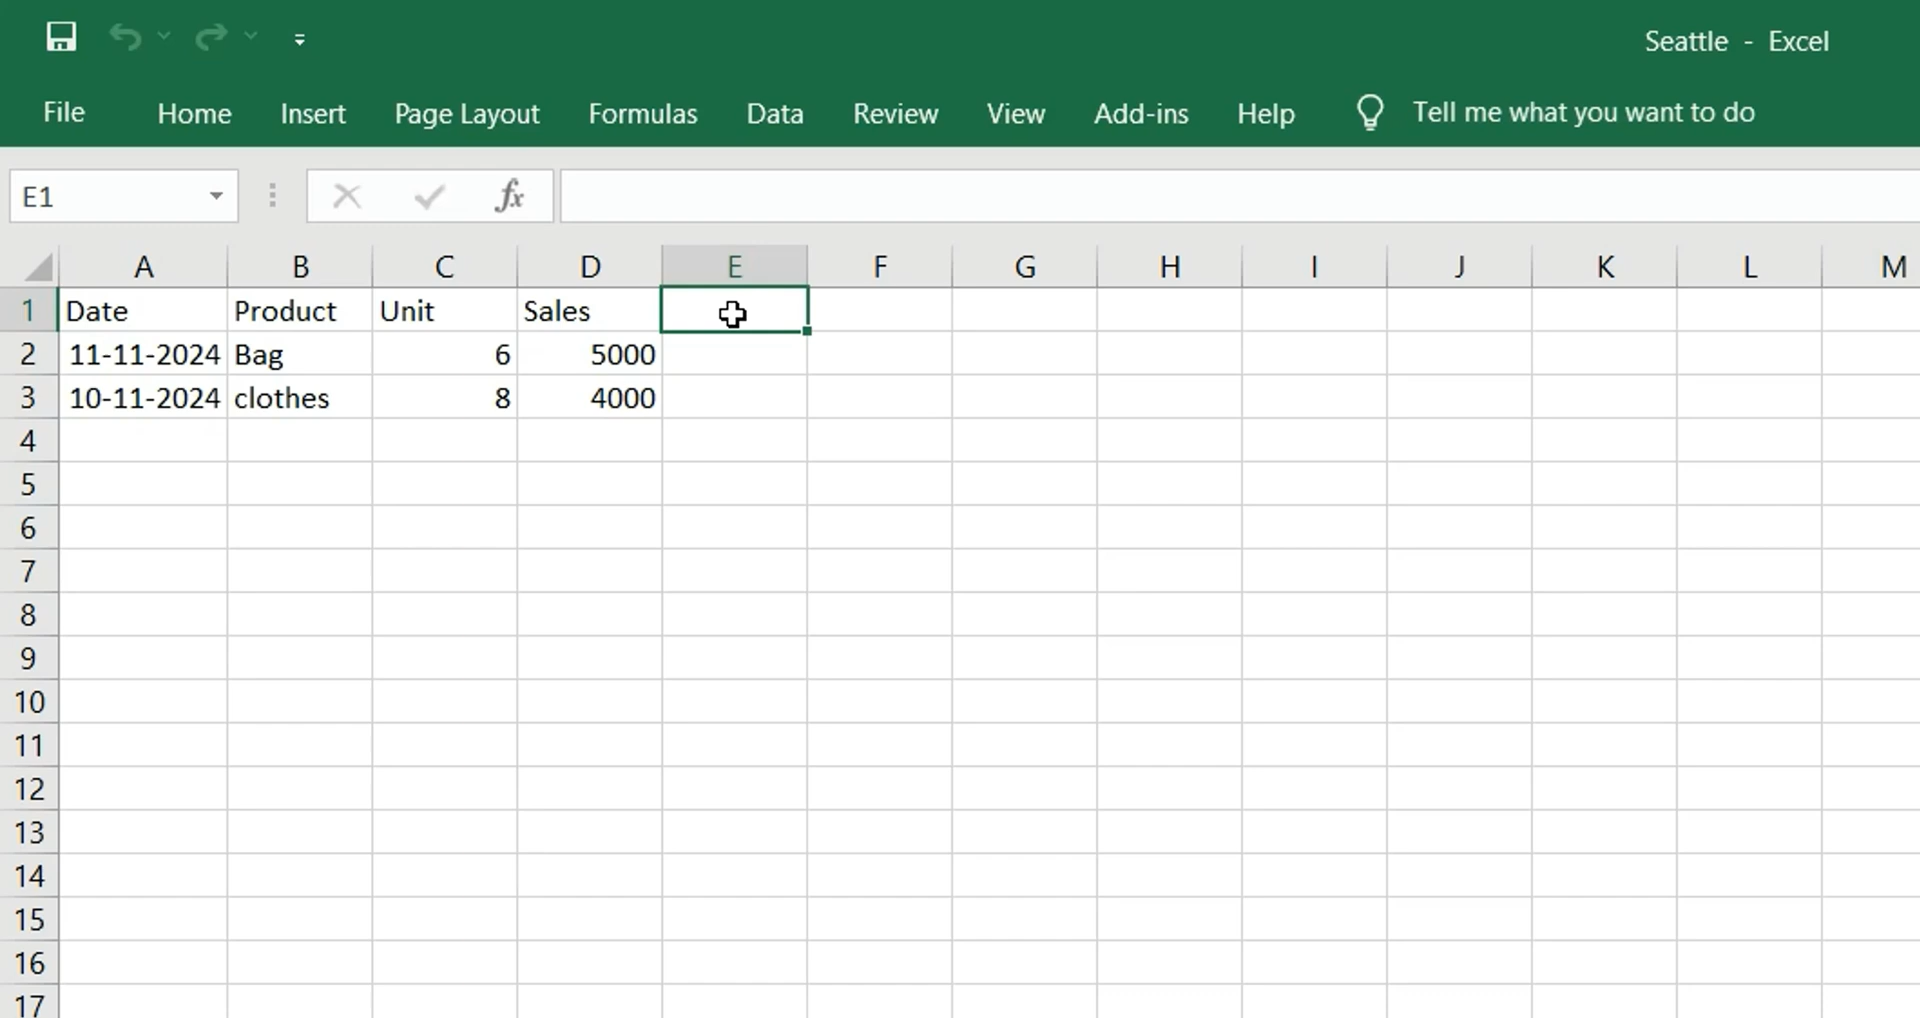 Seattle - Excel
File Home Insert Page Layout Formulas Data Review View Add-ins Help Tell me what you want to do
E1 fx
A B C D E F G H I J K L M
1 Date Product Unit Sales
2 11-11-2024 Bag 6 5000
3 10-11-2024 clothes 8 4000
4
5
6
7
8
9
10
11
12
13
14
15
16
17